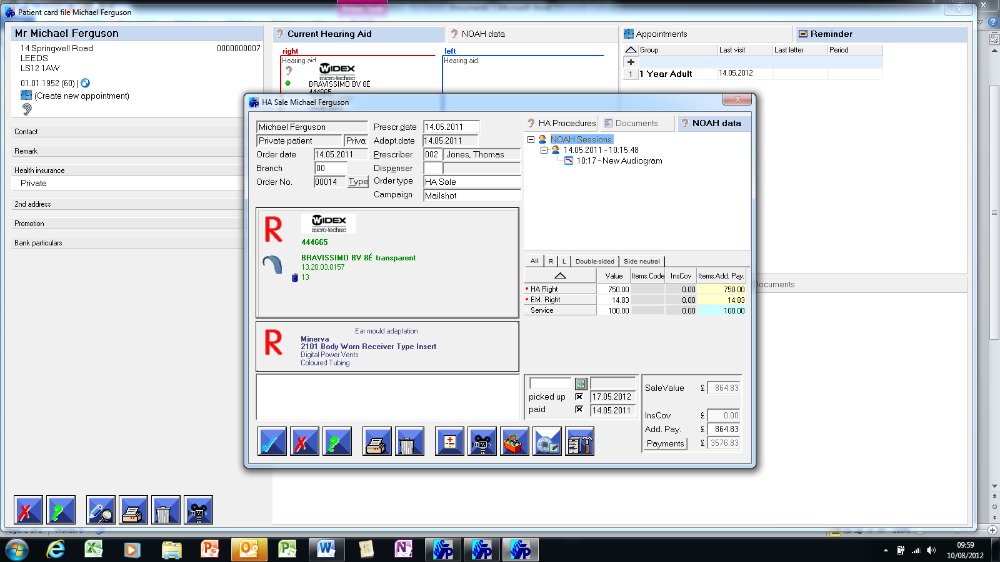 Patient card file Michael Ferguson
Mr Michael Ferguson
14 Springwell Road 0000000007
LEEDS
LS12 1AW
01.01.1952 (60) |
(Create new appointment)
Contact
Remark
Health insurance
Private
2nd address
Promotion
Bank particulars
Current Hearing Aid
NOAH data
right
Hearing aid
WIDEX
micro-technic
BRAVISSIMO BV 8É
444665
left
Hearing aid
Appointments
Reminder
Group Last visit Last letter Period
1 1 Year Adult 14.05.2012
Documents
HA Sale Michael Ferguson
Michael Ferguson Prescr.date 14.05.2011
Private patient Priva Adapt.date 14.05.2011
Order date 14.05.2011 Prescriber 002 Jones, Thomas
Branch 00 Dispenser
Order No. 00014 Type Order type HA Sale
Campaign Mailshot
R
WIDEX
micro-technic
444665
BRAVISSIMO BV 8É transparent
13.20.03.0157
13
R
Ear mould adaptation
Minerva
2101 Body Worn Receiver Type Insert
Digital Power Vents
Coloured Tubing
HA Procedures Documents NOAH data
NOAH Sessions
14.05.2011 - 10:15:48
10:17 - New Audiogram
All R L Double-sided Side neutral
Value Items.Code InsCov Items.Add. Pay.
HA Right 750.00 0.00 750.00
EM. Right 14.83 0.00 14.83
Service 100.00 0.00 100.00
picked up 17.05.2012
paid 14.05.2011
SaleValue £ 864.83
InsCov £ 0.00
Add. Pay. £ 864.83
Payments £ 3576.83
09:59
10/08/2012